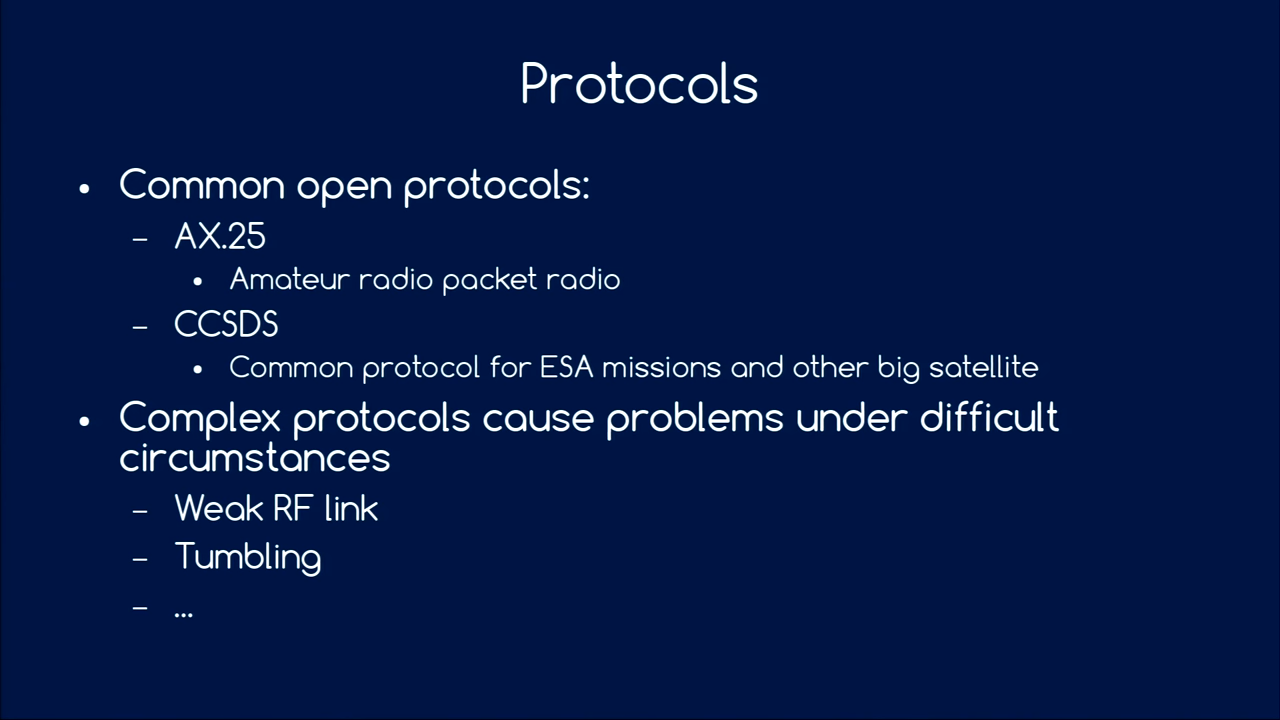 Protocols
• Common open protocols:
– AX.25
• Amateur radio packet radio
– CCSDS
• Common protocol for ESA missions and other big satellite
• Complex protocols cause problems under difficult
circumstances
– Weak RF link
– Tumbling
– ...